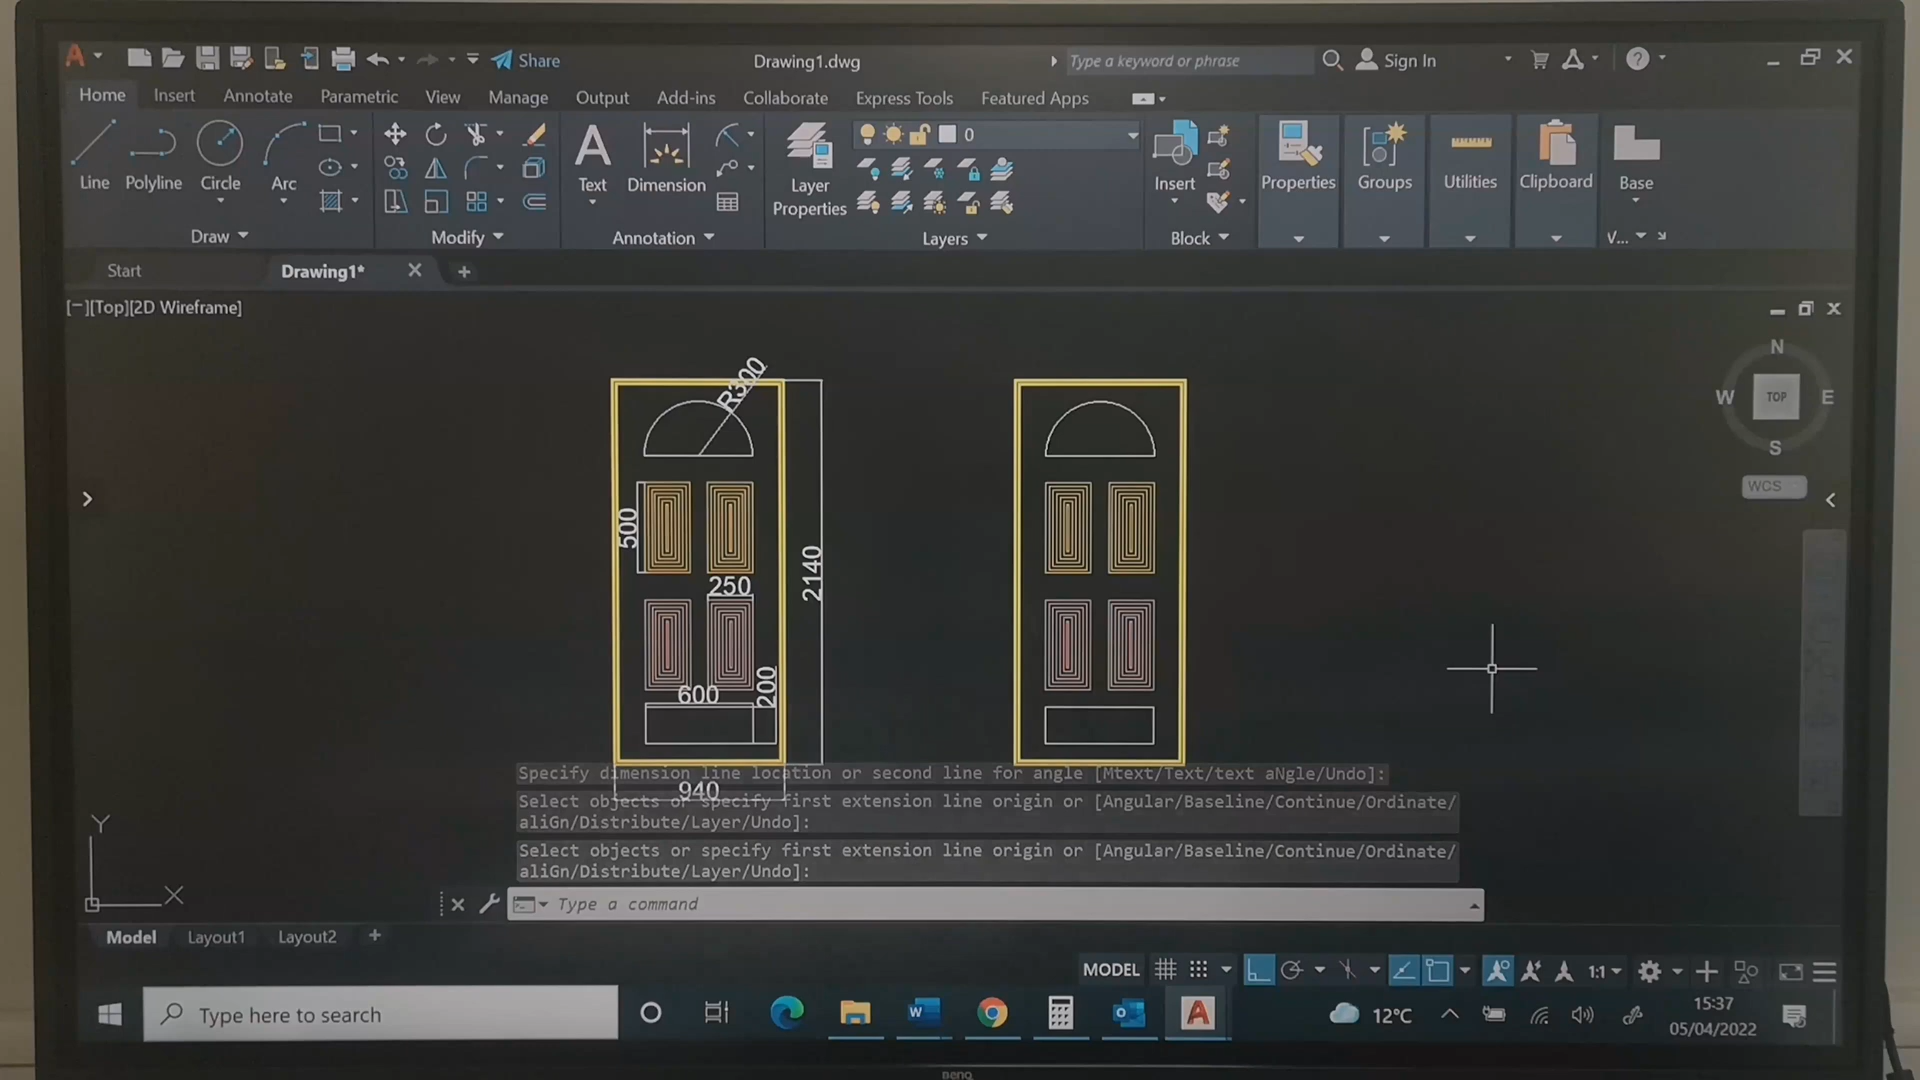 A
Share
Drawing1.dwg
Type a keyword or phrase
Sign In
?
Home Insert Annotate Parametric View Manage Output Add-ins Collaborate Express Tools Featured Apps
0
A
Line Polyline Circle Arc
Text Dimension
Layer Properties
Insert
Properties Groups Utilities Clipboard Base
Draw Modify Annotation Layers Block V...
Start Drawing1* +
[−][Top][2D Wireframe]
N
W TOP E
S
WCS
R300
500
250
2140
600
200
940
Specify dimension line location or second line for angle [Mtext/Text/text aNgle/Undo]:
Select objects or specify first extension line origin or [Angular/Baseline/Continue/Ordinate/
aliGn/Distribute/Layer/Undo]:
Select objects or specify first extension line origin or [Angular/Baseline/Continue/Ordinate/
aliGn/Distribute/Layer/Undo]:
Y
X
Type a command
Model Layout1 Layout2 +
MODEL 1:1
Type here to search
W
A
12°C
15:37
05/04/2022
BenQ